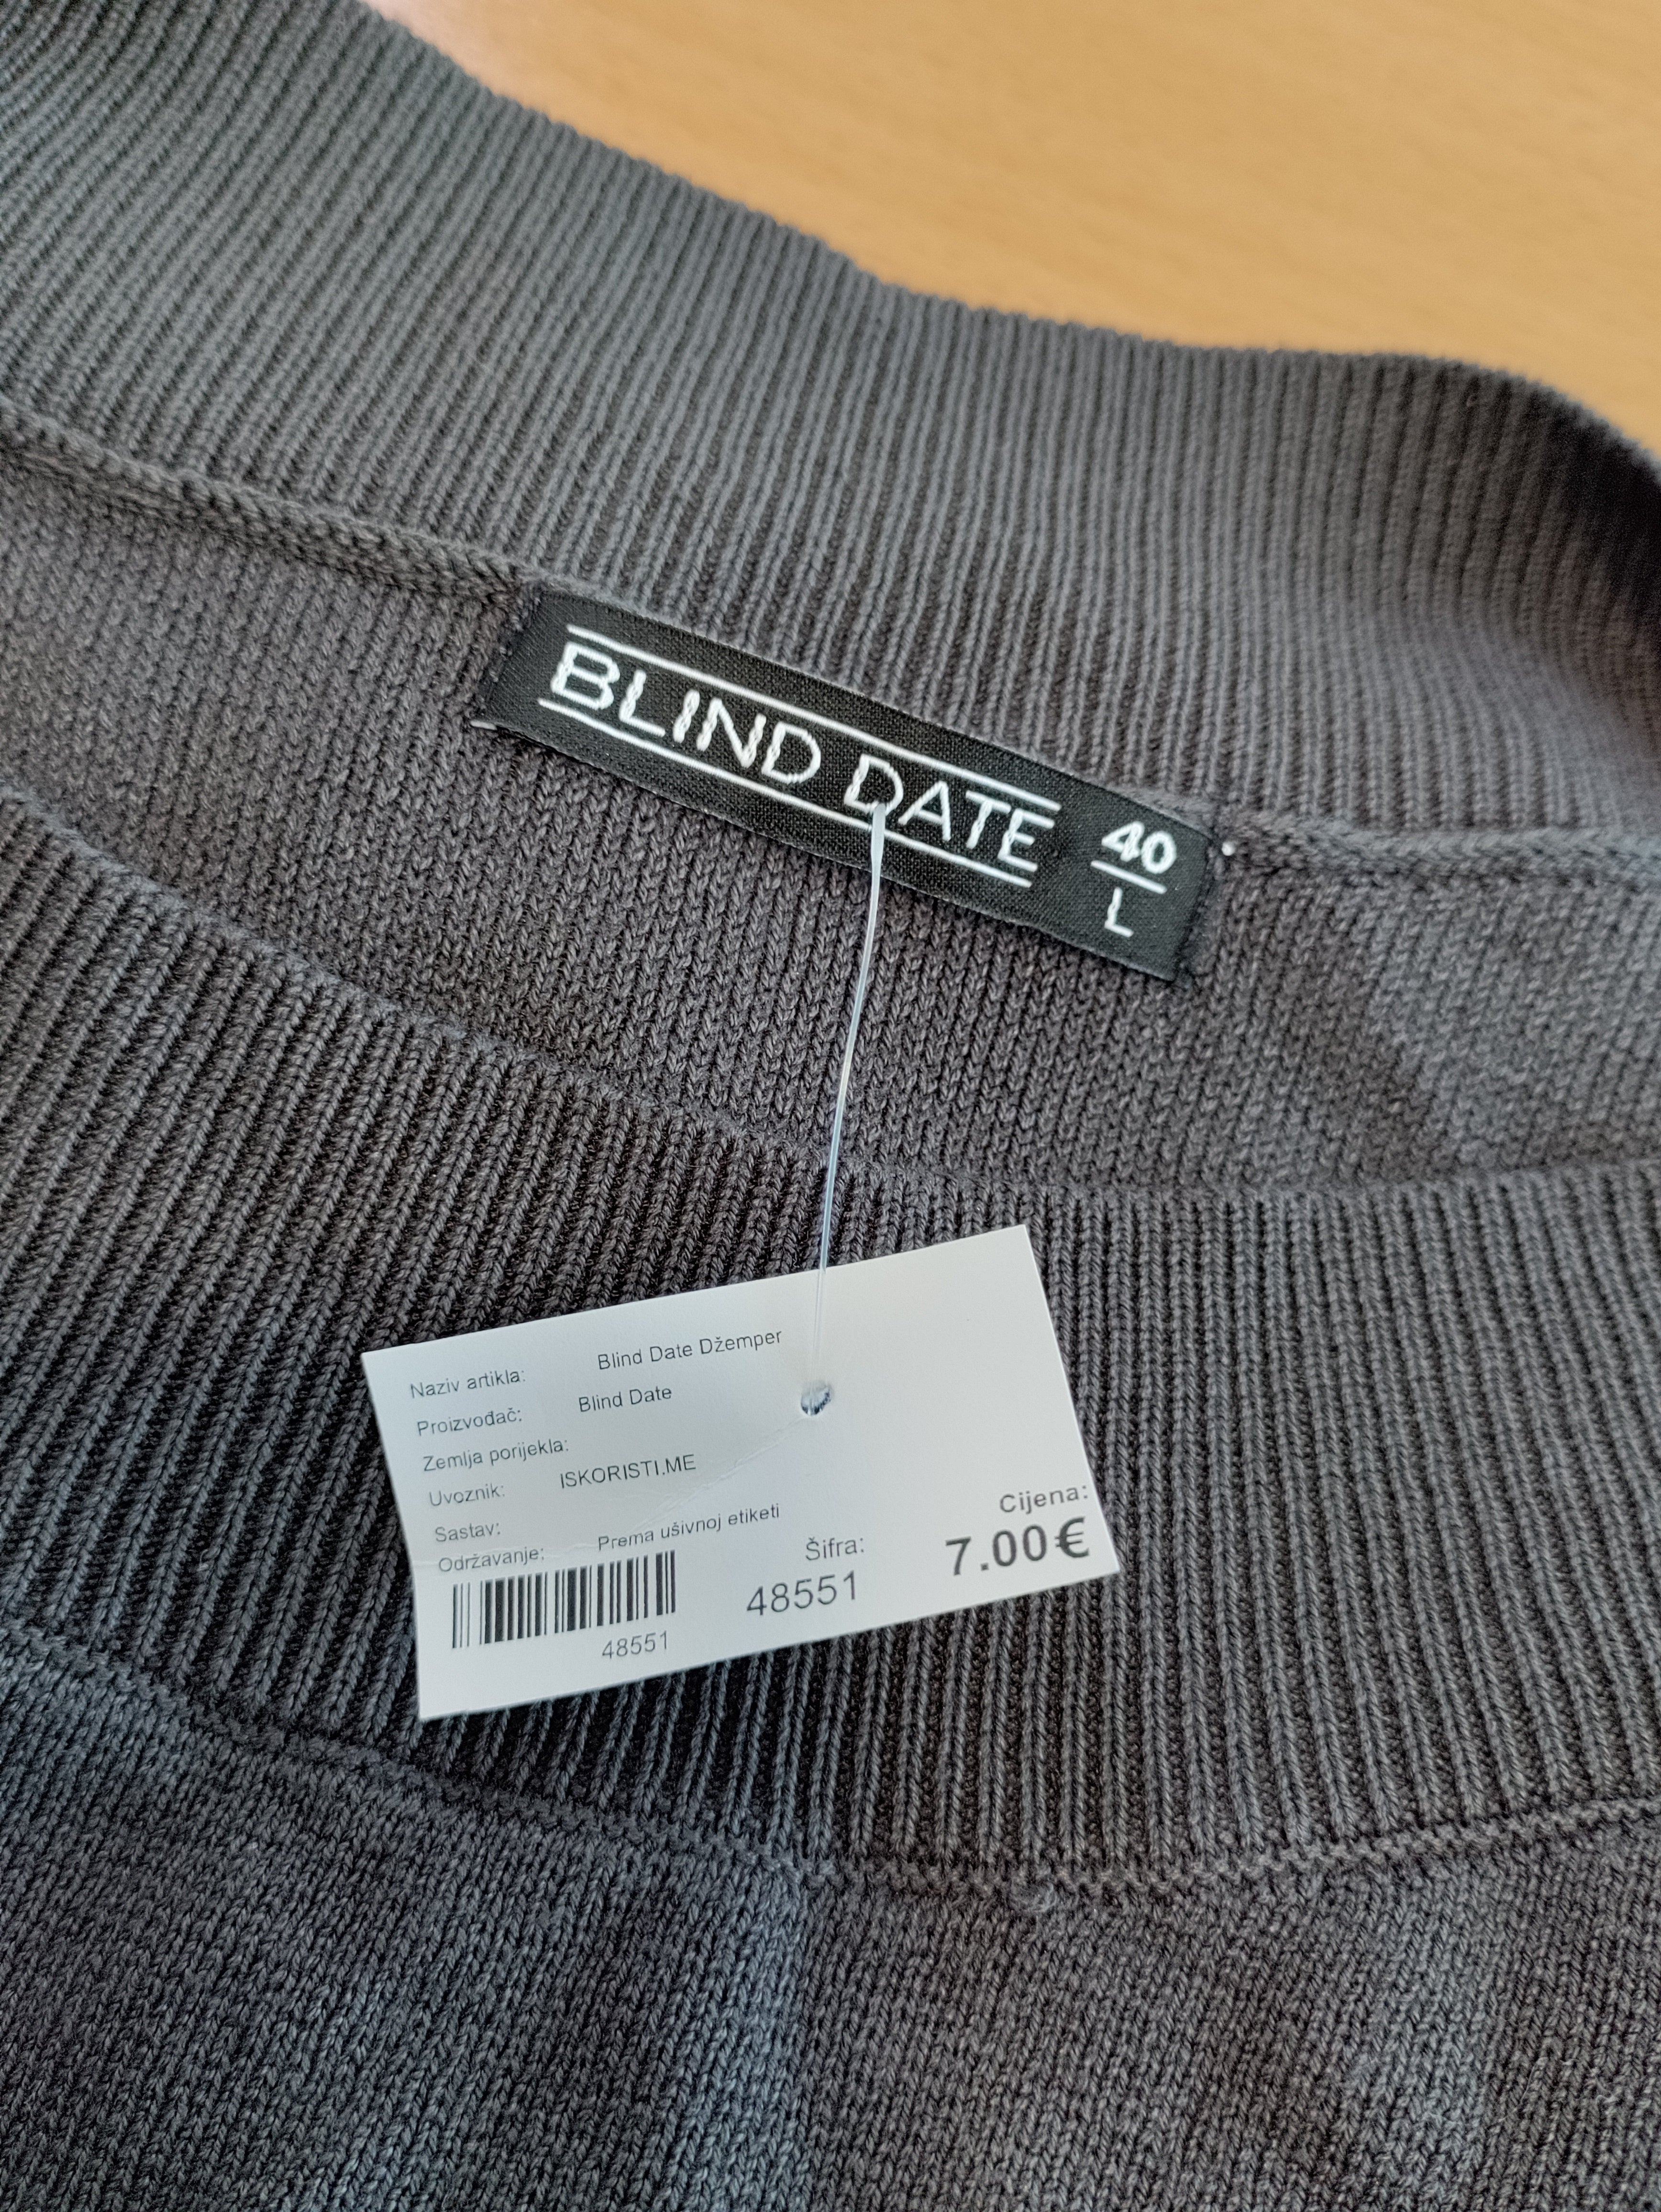 BLIND DATE
40
L
Naziv artikla: Blind Date Džemper
Proizvođač: Blind Date
Zemlja porijekla:
Uvoznik: ISKORISTI.ME
Sastav:
Održavanje: Prema ušivnoj etiketi
48551
Šifra:
48551
Cijena:
7.00€